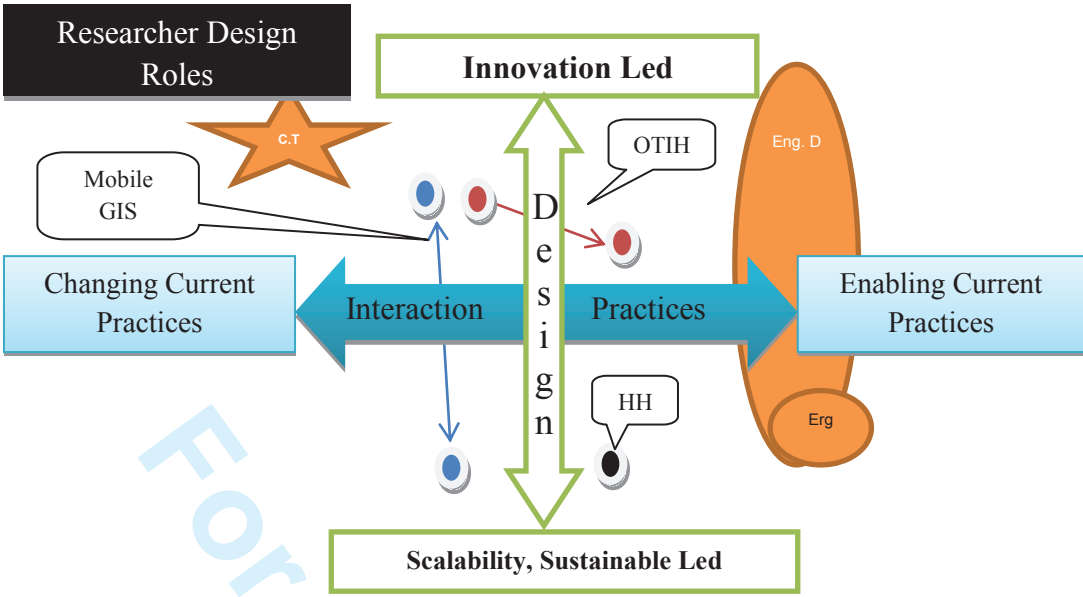 Researcher Design
Roles
Innovation Led
C.T
Eng. D
OTIH
Mobile
GIS
Design
Changing Current
Practices
Interaction
Practices
Enabling Current
Practices
HH
Erg
For
Scalability, Sustainable Led